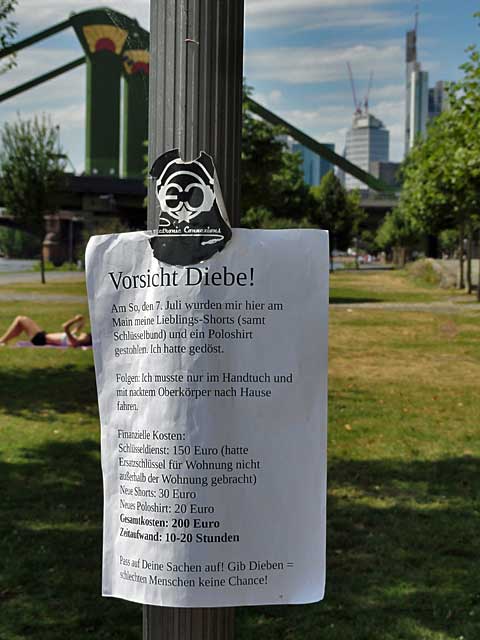 EC
Electronic Connexions
Vorsicht Diebe!
Am So, den 7. Juli wurden mir hier am
Main meine Lieblings-Shorts (samt
Schlüsselbund) und ein Poloshirt
gestohlen. Ich hatte gedöst.
Folgen: Ich musste nur im Handtuch und
mit nacktem Oberkörper nach Hause
fahren.
Finanzielle Kosten:
Schlüsseldienst: 150 Euro (hatte
Ersatzschlüssel für Wohnung nicht
außerhalb der Wohnung gebracht)
Neue Shorts: 30 Euro
Neues Poloshirt: 20 Euro
Gesamtkosten: 200 Euro
Zeitaufwand: 10-20 Stunden
Pass auf Deine Sachen auf! Gib Dieben =
schlechten Menschen keine Chance!